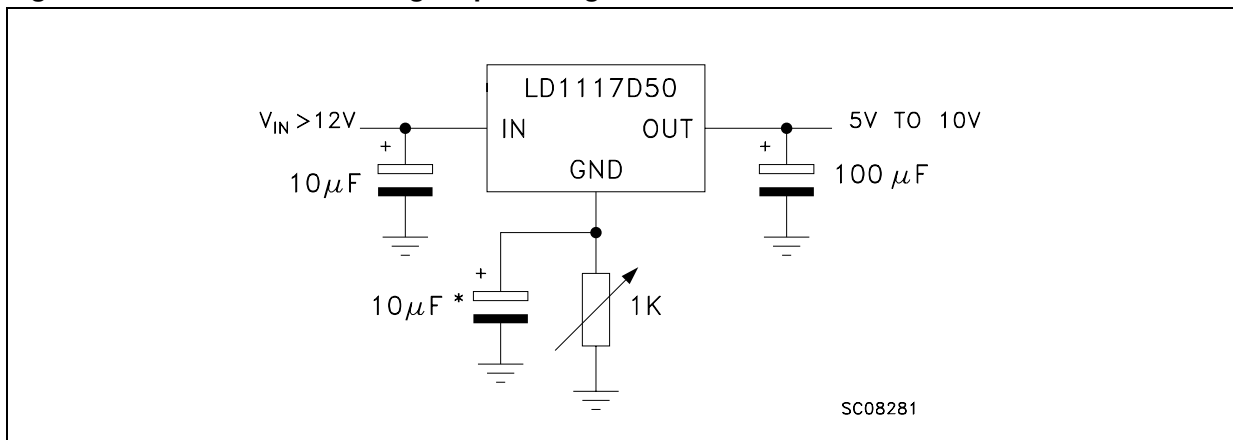 LD1117D50
V_IN >12V
IN
OUT
5V TO 10V
GND
+
10μF
+
100 μF
+
10μF *
1K
SC08281